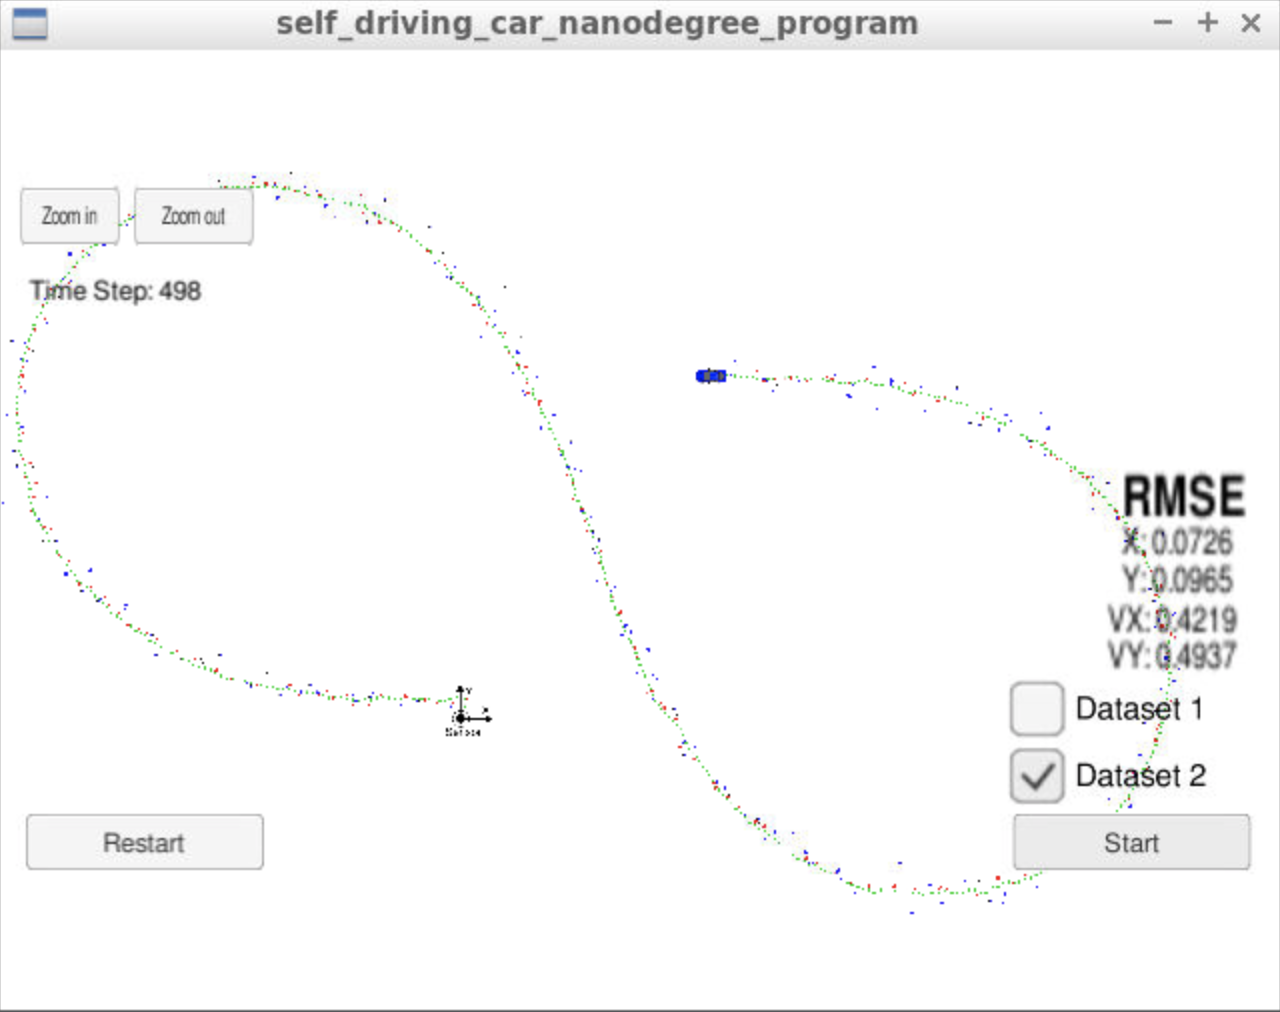 self_driving_car_nanodegree_program
Zoom in
Zoom out
Time Step: 498
RMSE
X: 0.0726
Y: 0.0965
VX: 0.4219
VY: 0.4937
Y
X
Sensor
Dataset 1
Dataset 2
Restart
Start